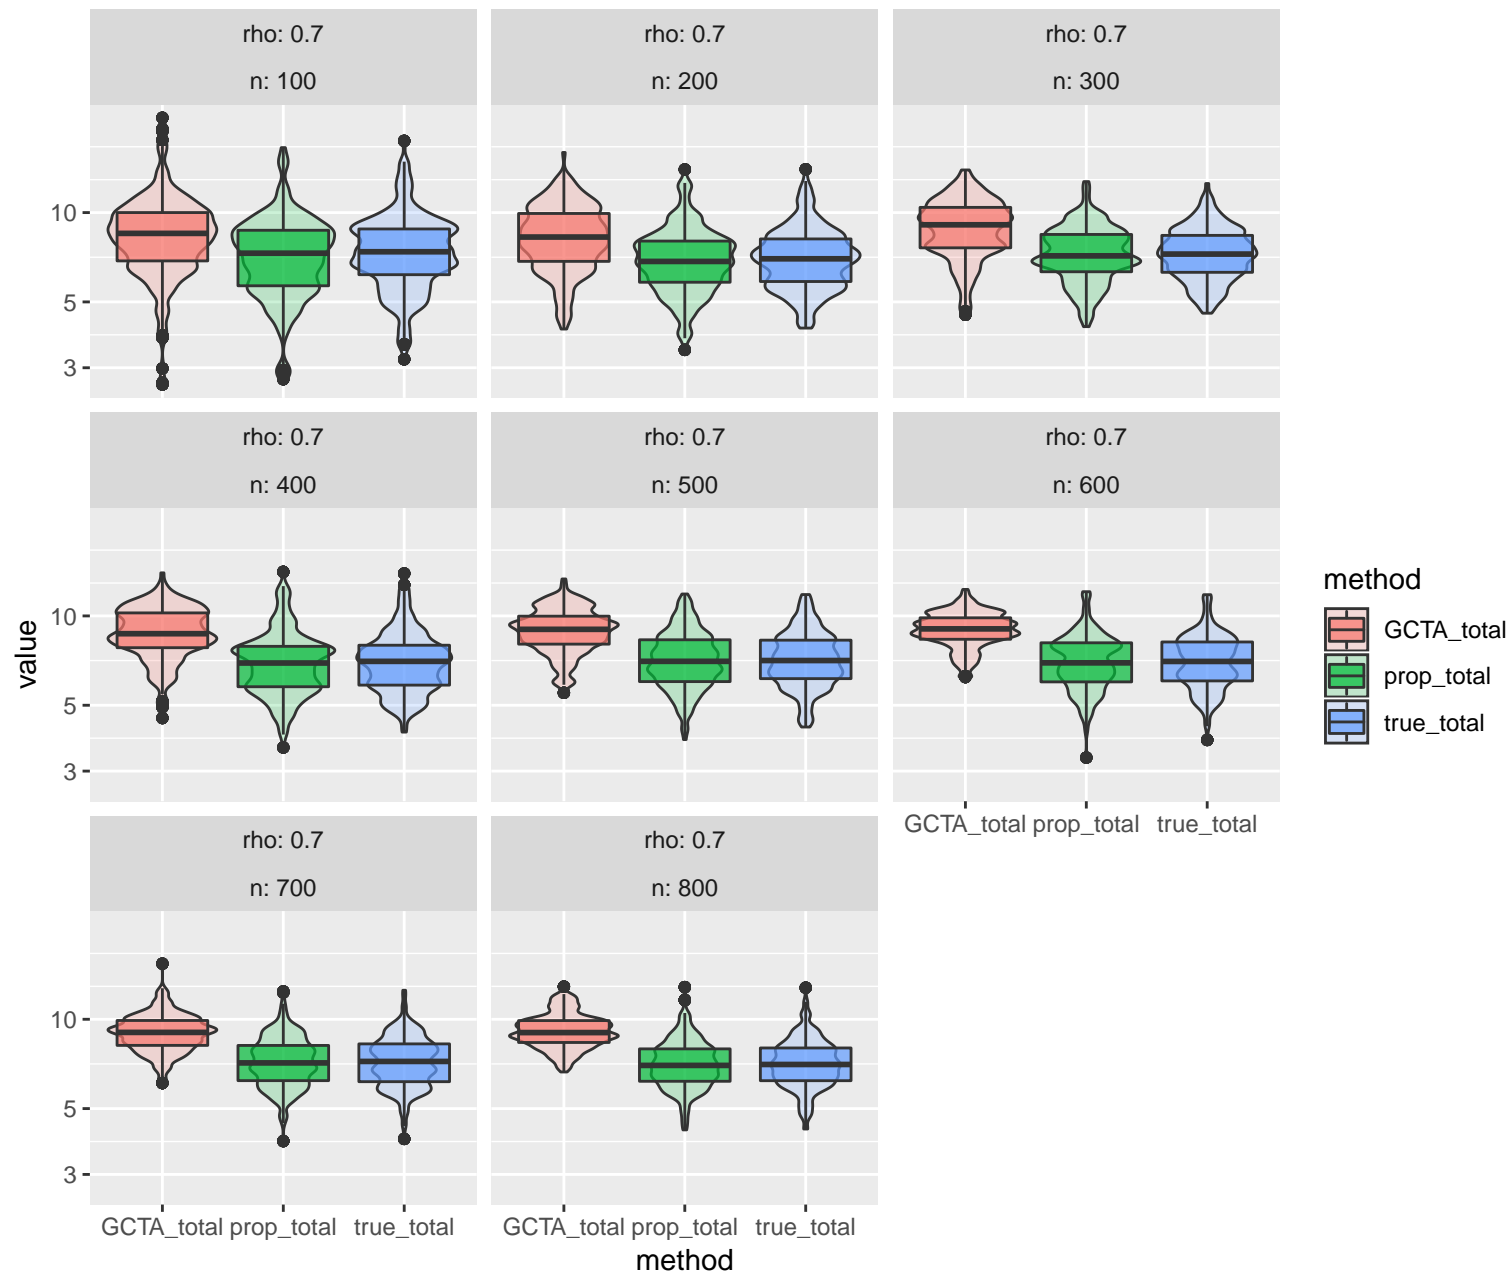 rho: 0.7
n: 100
rho: 0.7
n: 200
rho: 0.7
n: 300
10
5
3
rho: 0.7
n: 400
rho: 0.7
n: 500
rho: 0.7
n: 600
10
5
3
GCTA_total prop_total true_total
rho: 0.7
n: 700
rho: 0.7
n: 800
10
5
3
GCTA_total prop_total true_total
GCTA_total prop_total true_total
method
value
method
GCTA_total
prop_total
true_total